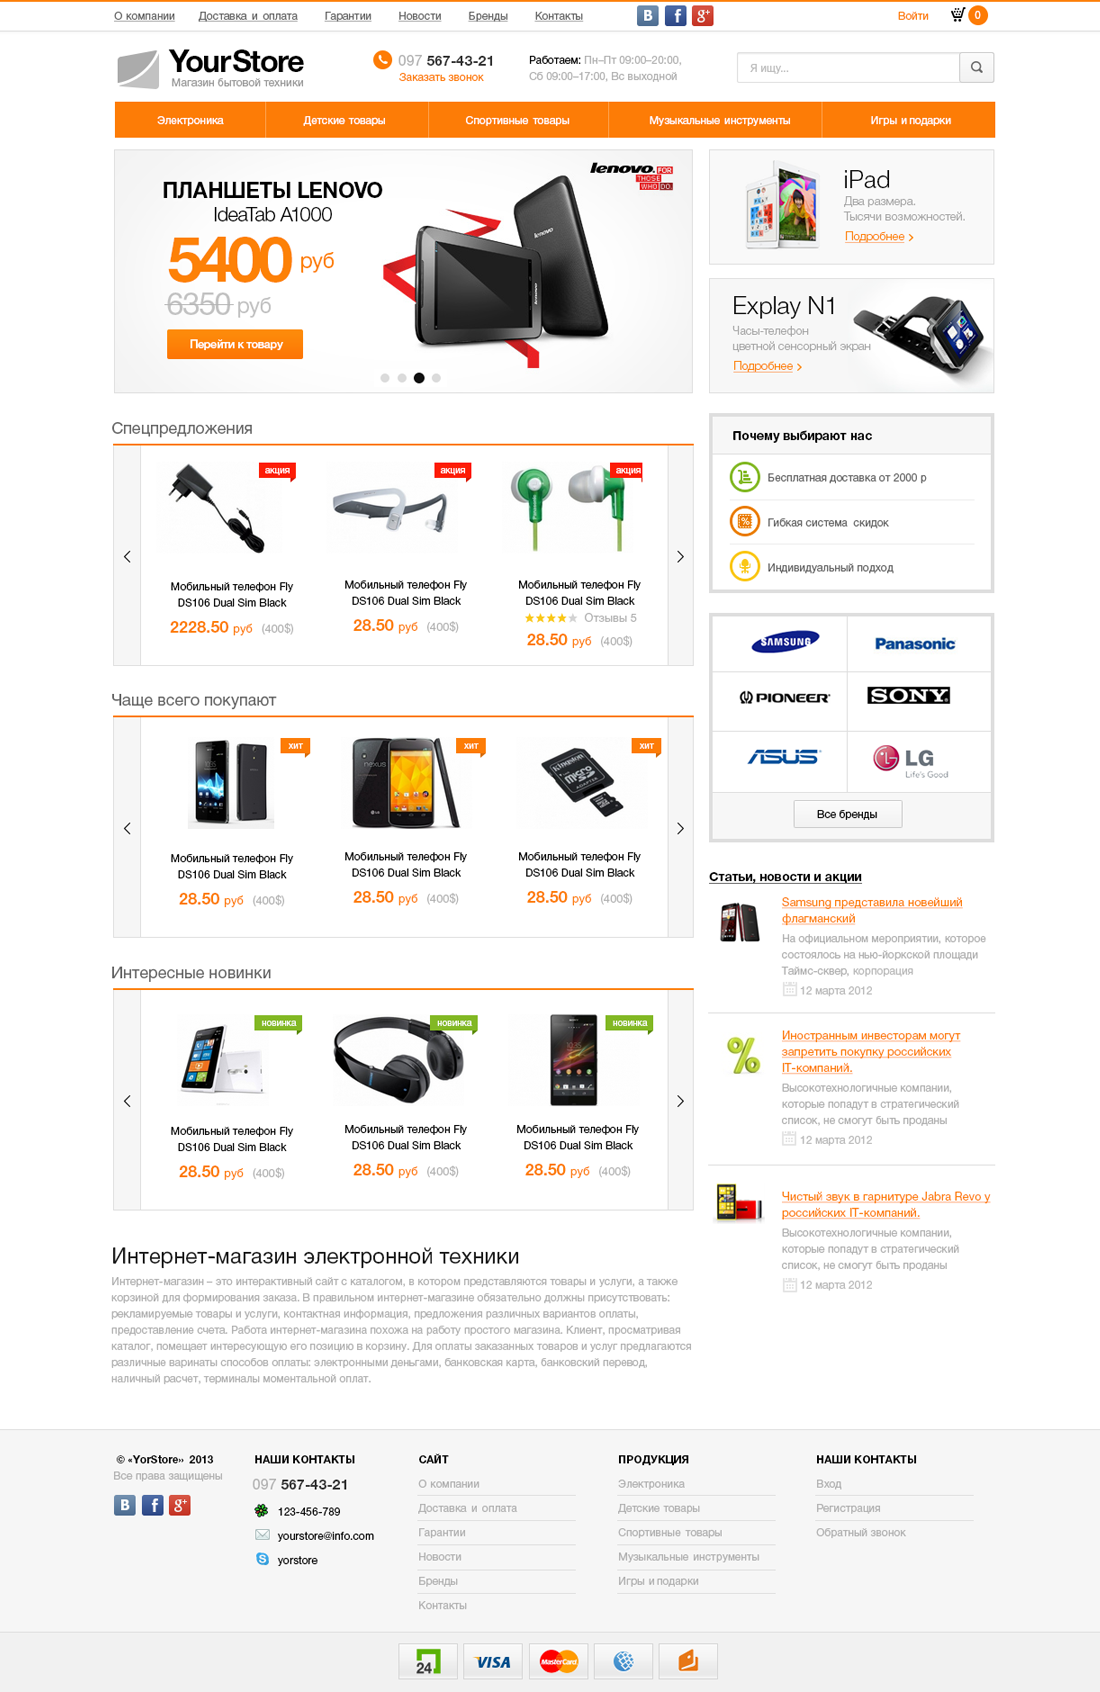 О компании Доставка и оплата Гарантии Новости Бренды Контакты
B f g+
Войти 0
YourStore
Магазин бытовой техники
097 567-43-21
Заказать звонок
Работаем: Пн–Пт 09:00–20:00,
Сб 09:00–17:00, Вс выходной
Я ищу...
Электроника Детские товары Спортивные товары Музыкальные инструменты Игры и подарки
lenovo. FOR
THOSE
WHO DO.
ПЛАНШЕТЫ LENOVO
IdeaTab A1000
5400 руб
6350 руб
Перейти к товару
lenovo
iPad
Два размера.
Тысячи возможностей.
Подробнее
Explay N1
Часы-телефон
цветной сенсорный экран
Подробнее
Спецпредложения
акция акция акция
Мобильный телефон Fly
DS106 Dual Sim Black
2228.50 руб (400$)
Мобильный телефон Fly
DS106 Dual Sim Black
28.50 руб (400$)
Мобильный телефон Fly
DS106 Dual Sim Black
Отзывы 5
28.50 руб (400$)
Почему выбирают нас
Бесплатная доставка от 2000 р
Гибкая система скидок
Индивидуальный подход
SAMSUNG Panasonic
PIONEER SONY
ASUS LG
Life's Good
Все бренды
Чаще всего покупают
хит хит хит
nexus
Kingston
micro SD
ADAPTER
Мобильный телефон Fly
DS106 Dual Sim Black
28.50 руб (400$)
Мобильный телефон Fly
DS106 Dual Sim Black
28.50 руб (400$)
Мобильный телефон Fly
DS106 Dual Sim Black
28.50 руб (400$)
Статьи, новости и акции
Samsung представила новейший
флагманский
На официальном мероприятии, которое
состоялось на нью-йоркской площади
Таймс-сквер, корпорация
12 марта 2012
Иностранным инвесторам могут
запретить покупку российских
IT-компаний.
Высокотехнологичные компании,
которые попадут в стратегический
список, не смогут быть проданы
12 марта 2012
Чистый звук в гарнитуре Jabra Revo у
российских IT-компаний.
Высокотехнологичные компании,
которые попадут в стратегический
список, не смогут быть проданы
12 марта 2012
Интересные новинки
новинка новинка новинка
Мобильный телефон Fly
DS106 Dual Sim Black
28.50 руб (400$)
Мобильный телефон Fly
DS106 Dual Sim Black
28.50 руб (400$)
Мобильный телефон Fly
DS106 Dual Sim Black
28.50 руб (400$)
Интернет-магазин электронной техники
Интернет-магазин – это интерактивный сайт с каталогом, в котором представляются товары и услуги, а также
корзиной для формирования заказа. В правильном интернет-магазине обязательно должны присутствовать:
рекламируемые товары и услуги, контактная информация, предложения различных вариантов оплаты,
предоставление счета. Работа интернет-магазина похожа на работу простого магазина. Клиент, просматривая
каталог, помещает интересующую его позицию в корзину. Для оплаты заказанных товаров и услуг предлагаются
различные варинаты способов оплаты: электронными деньгами, банковская карта, банковский перевод,
наличный расчет, терминалы моментальной оплат.
© «YorStore» 2013
Все права защищены
B f g+
НАШИ КОНТАКТЫ
097 567-43-21
123-456-789
yourstore@info.com
yorstore
САЙТ
О компании
Доставка и оплата
Гарантии
Новости
Бренды
Контакты
ПРОДУКЦИЯ
Электроника
Детские товары
Спортивные товары
Музыкальные инструменты
Игры и подарки
НАШИ КОНТАКТЫ
Вход
Регистрация
Обратный звонок
24 VISA MasterCard